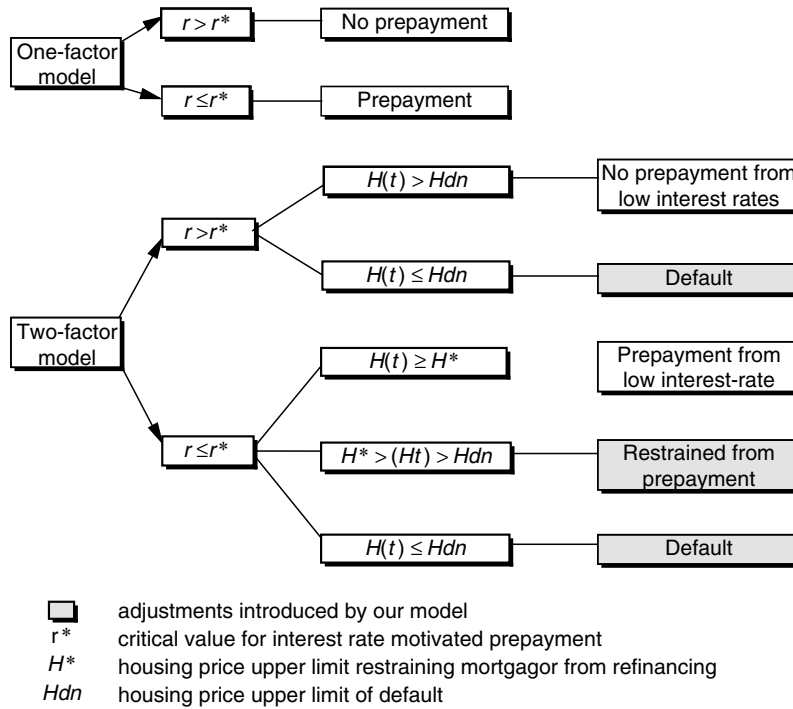 One-factor
model
r > r*
No prepayment
r ≤ r*
Prepayment
Two-factor
model
r > r*
H(t) > Hdn
No prepayment from
low interest rates
H(t) ≤ Hdn
Default
r ≤ r*
H(t) ≥ H*
Prepayment from
low interest-rate
H* > (Ht) > Hdn
Restrained from
prepayment
H(t) ≤ Hdn
Default
adjustments introduced by our model
r* critical value for interest rate motivated prepayment
H* housing price upper limit restraining mortgagor from refinancing
Hdn housing price upper limit of default